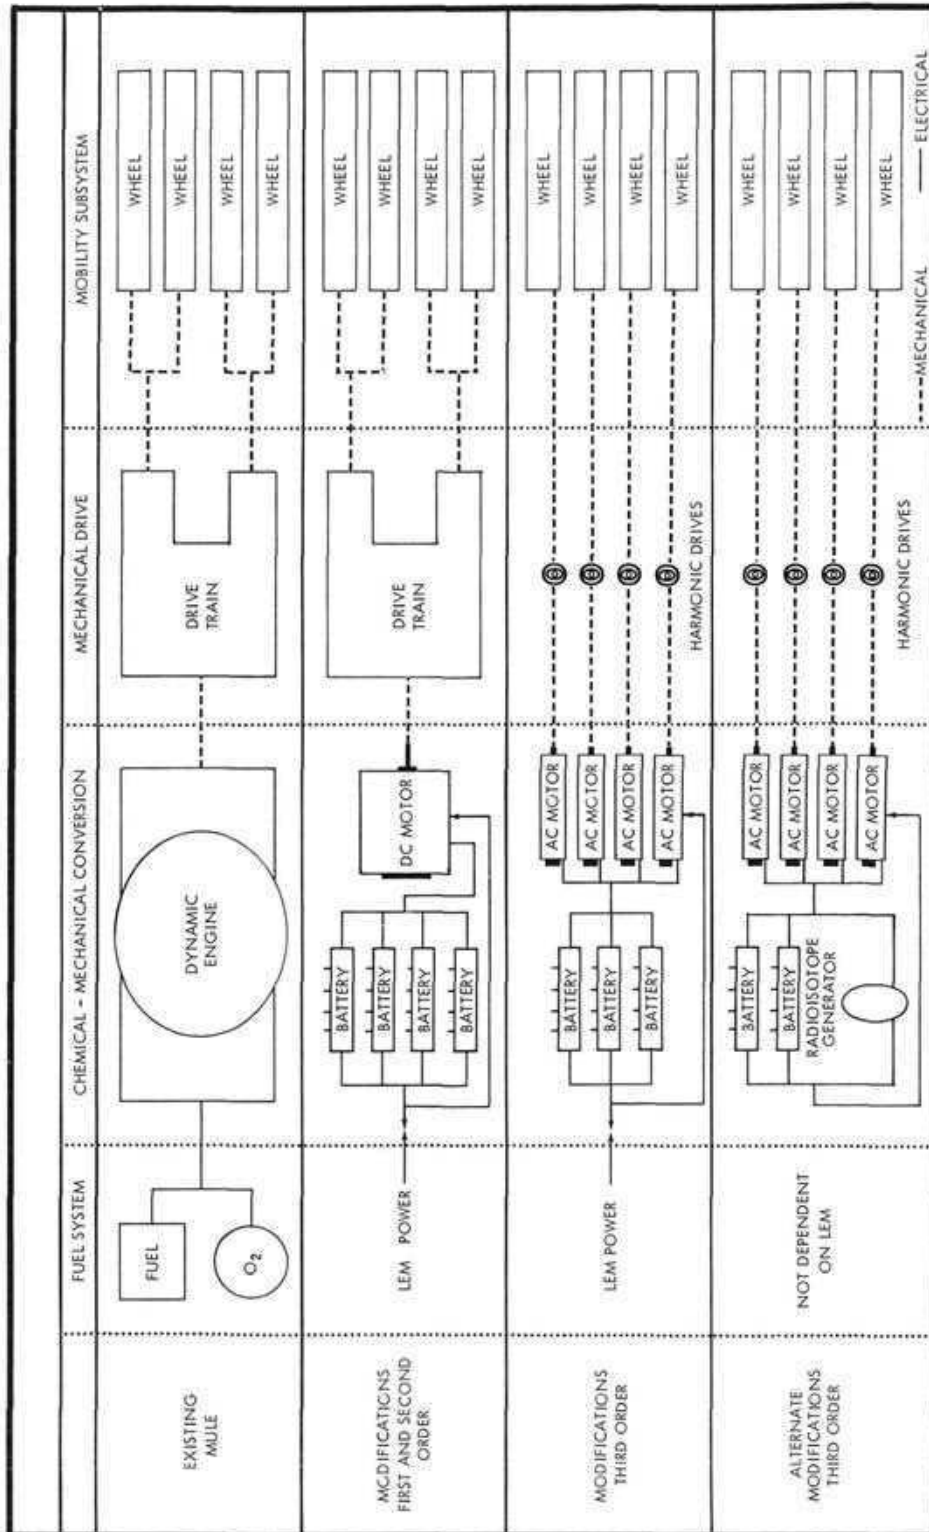 FUEL SYSTEM
CHEMICAL - MECHANICAL CONVERSION
MECHANICAL DRIVE
MOBILITY SUBSYSTEM
EXISTING
MULE
FUEL
O2
DYNAMIC
ENGINE
DRIVE
TRAIN
WHEEL
WHEEL
WHEEL
WHEEL
MODIFICATIONS
FIRST AND SECOND
ORDER
LEM POWER
BATTERY
BATTERY
BATTERY
BATTERY
DC MOTOR
DRIVE
TRAIN
WHEEL
WHEEL
WHEEL
WHEEL
MODIFICATIONS
THIRD ORDER
LEM POWER
BATTERY
BATTERY
BATTERY
AC MOTOR
AC MOTOR
AC MOTOR
AC MOTOR
HARMONIC DRIVES
WHEEL
WHEEL
WHEEL
WHEEL
ALTERNATE
MODIFICATIONS
THIRD ORDER
NOT DEPENDENT
ON LEM
BATTERY
BATTERY
RADIOISOTOPE
GENERATOR
AC MOTOR
AC MOTOR
AC MOTOR
AC MOTOR
HARMONIC DRIVES
WHEEL
WHEEL
WHEEL
WHEEL
MECHANICAL
ELECTRICAL